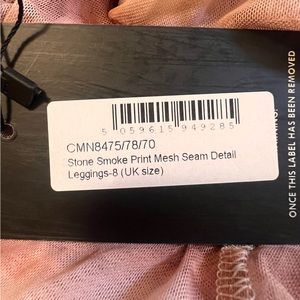 5 059615 949285
CMN8475/78/70
Stone Smoke Print Mesh Seam Detail
Leggings-8 (UK size)
ONCE THIS LABEL HAS BEEN